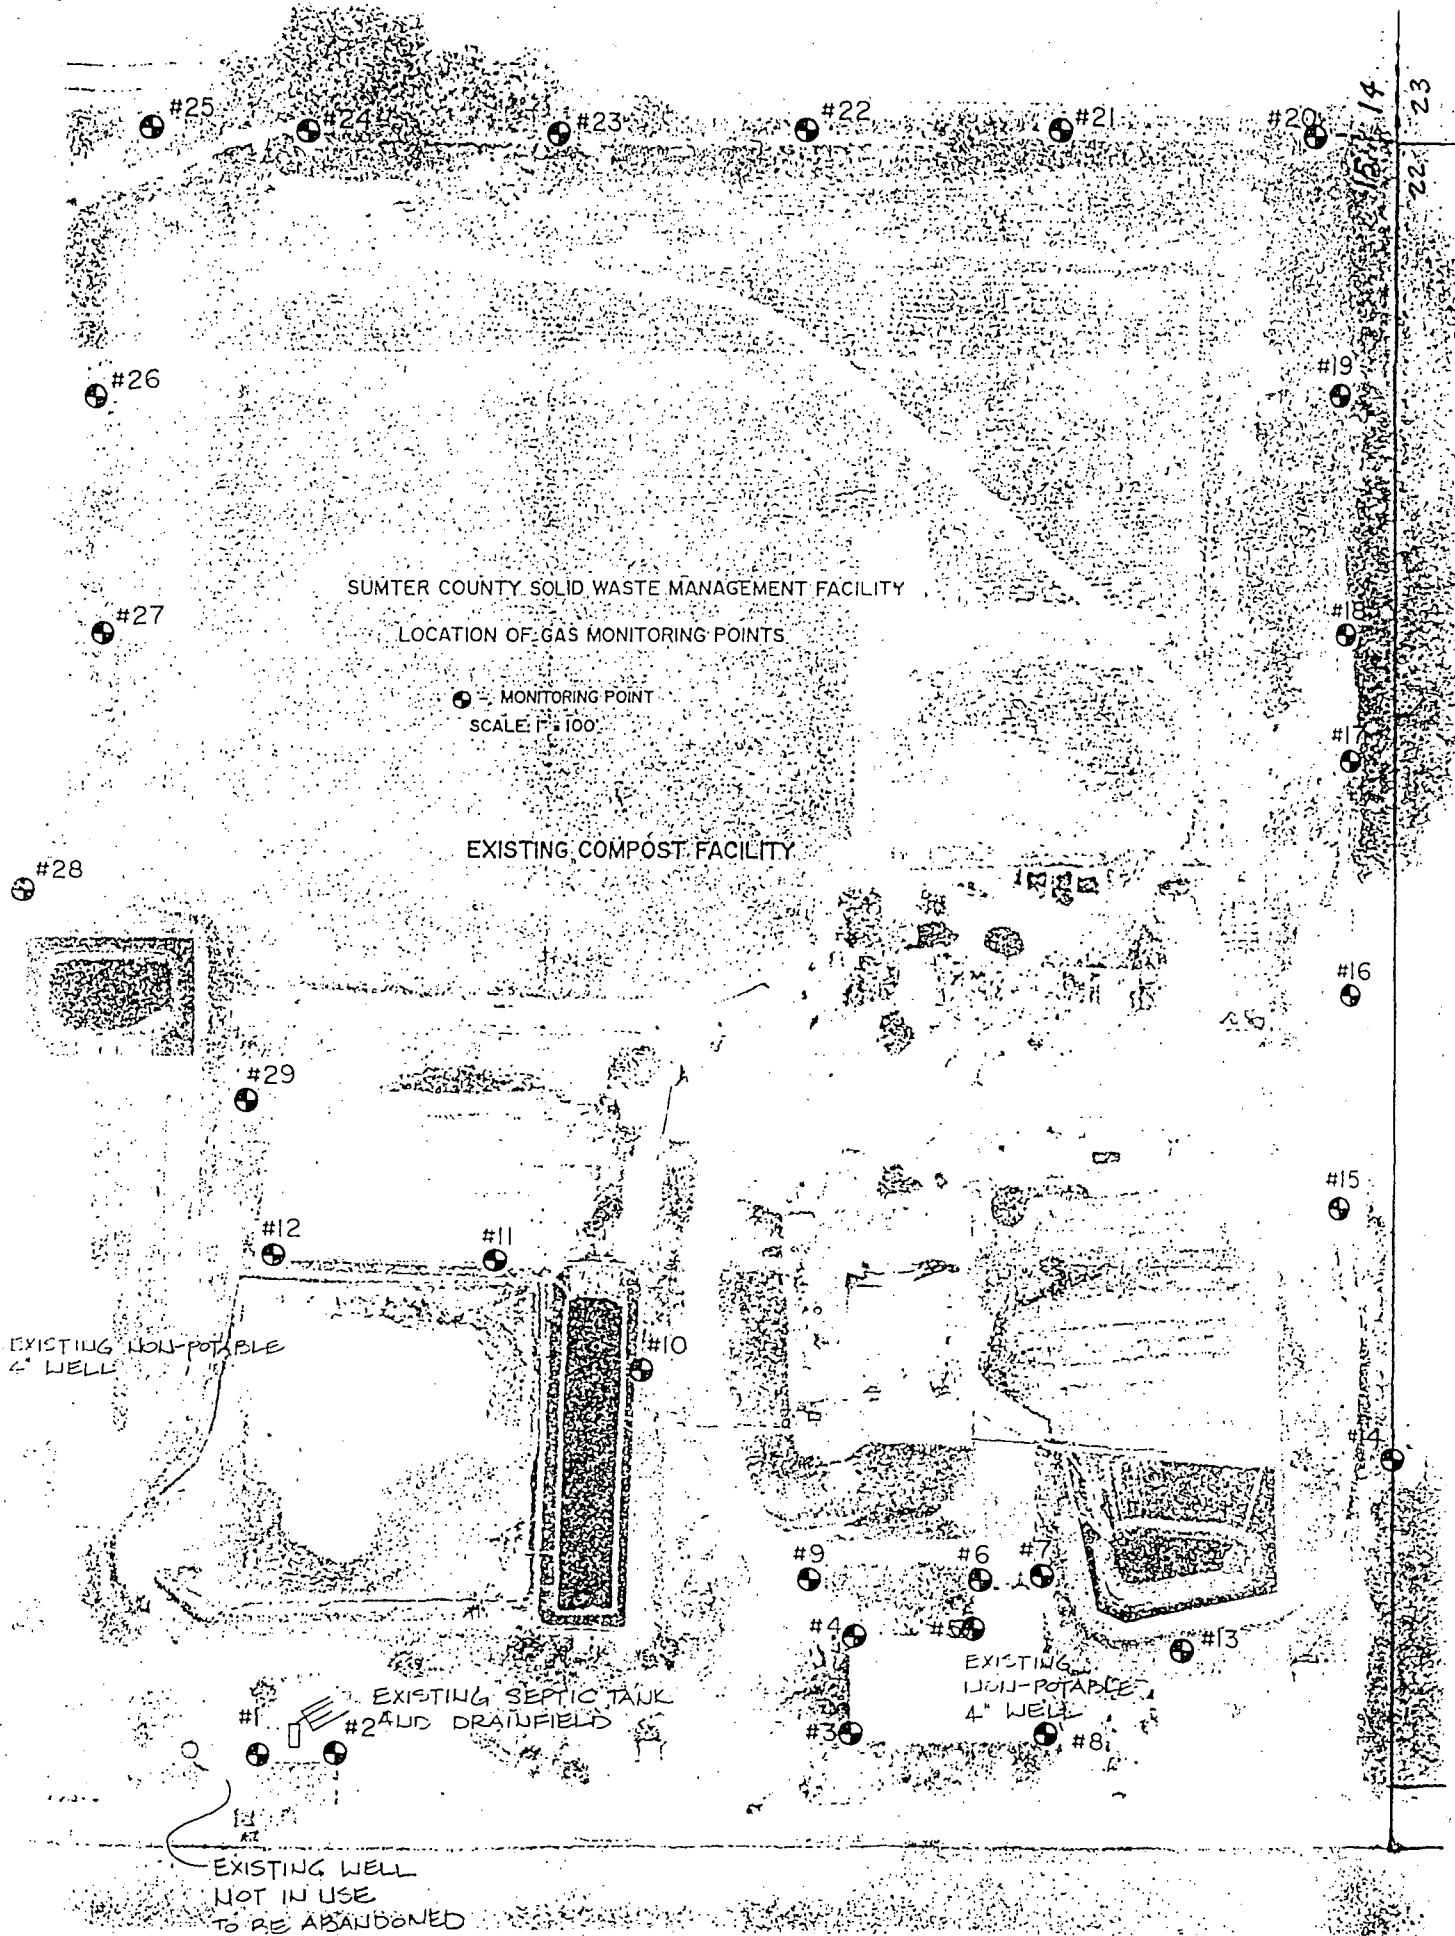 #25
#24
#23
#22
#21
#20
14
23
15
22
#26
#19
SUMTER COUNTY SOLID WASTE MANAGEMENT FACILITY
LOCATION OF GAS MONITORING POINTS
#27
#18
- MONITORING POINT
SCALE: 1" = 100'
#17
EXISTING COMPOST FACILITY
#28
#16
#29
#15
#12
#11
EXISTING NON-POTABLE
4" WELL
#10
#14
#9
#6
#7
#4
#5
#13
EXISTING
NON-POTABLE
4" WELL
EXISTING SEPTIC TANK
AND DRAINFIELD
#1
#2
#3
#8
EXISTING WELL
NOT IN USE
TO BE ABANDONED